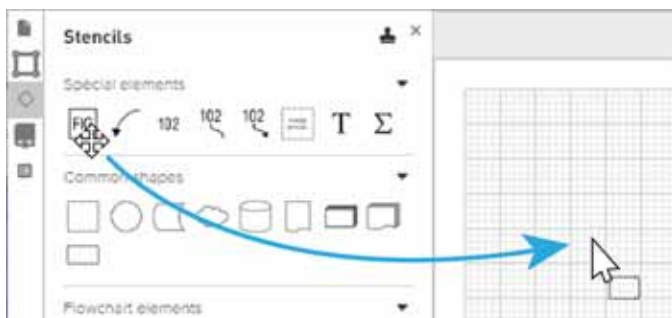 Stencils
Special elements
FIG 102 102 102 T Σ
Common shapes
Flowchart elements